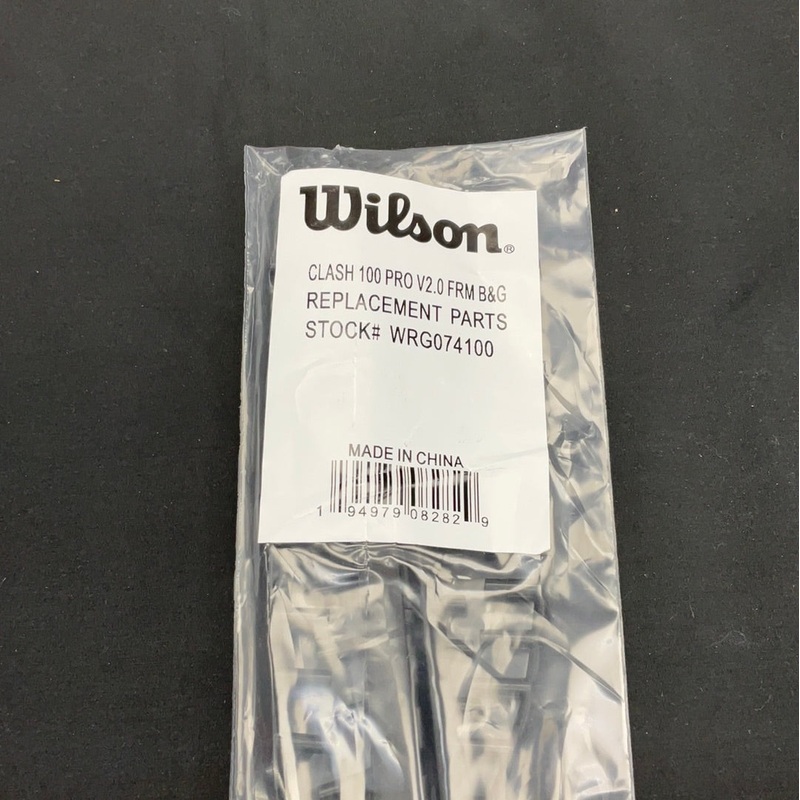 Wilson®
CLASH 100 PRO V2.0 FRM B&G
REPLACEMENT PARTS
STOCK# WRG074100
MADE IN CHINA
1 94979 08282 9